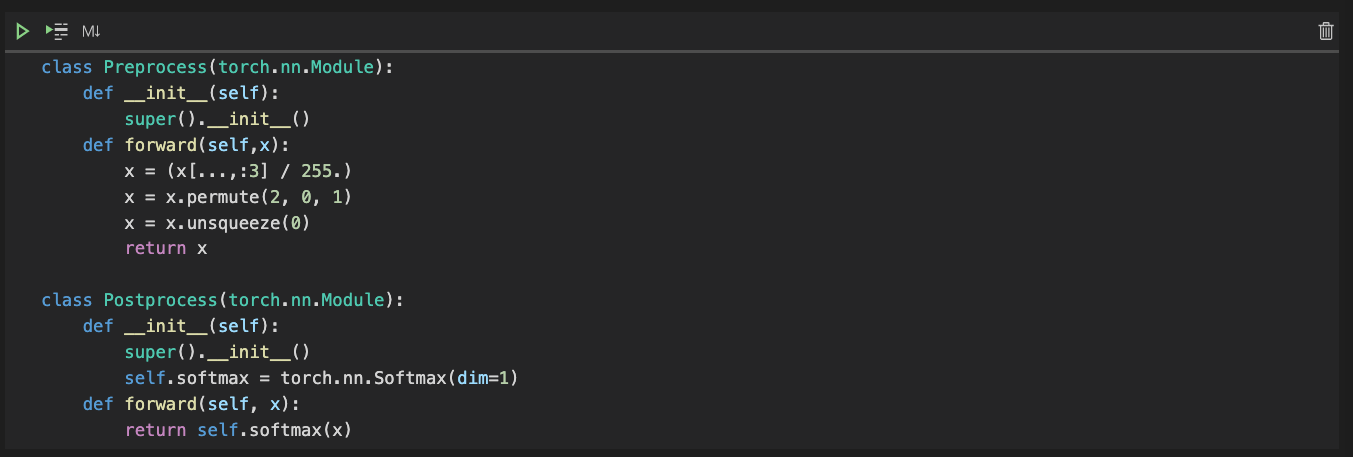 M↓
class Preprocess(torch.nn.Module):
    def __init__(self):
        super().__init__()
    def forward(self,x):
        x = (x[...,:3] / 255.)
        x = x.permute(2, 0, 1)
        x = x.unsqueeze(0)
        return x

class Postprocess(torch.nn.Module):
    def __init__(self):
        super().__init__()
        self.softmax = torch.nn.Softmax(dim=1)
    def forward(self, x):
        return self.softmax(x)